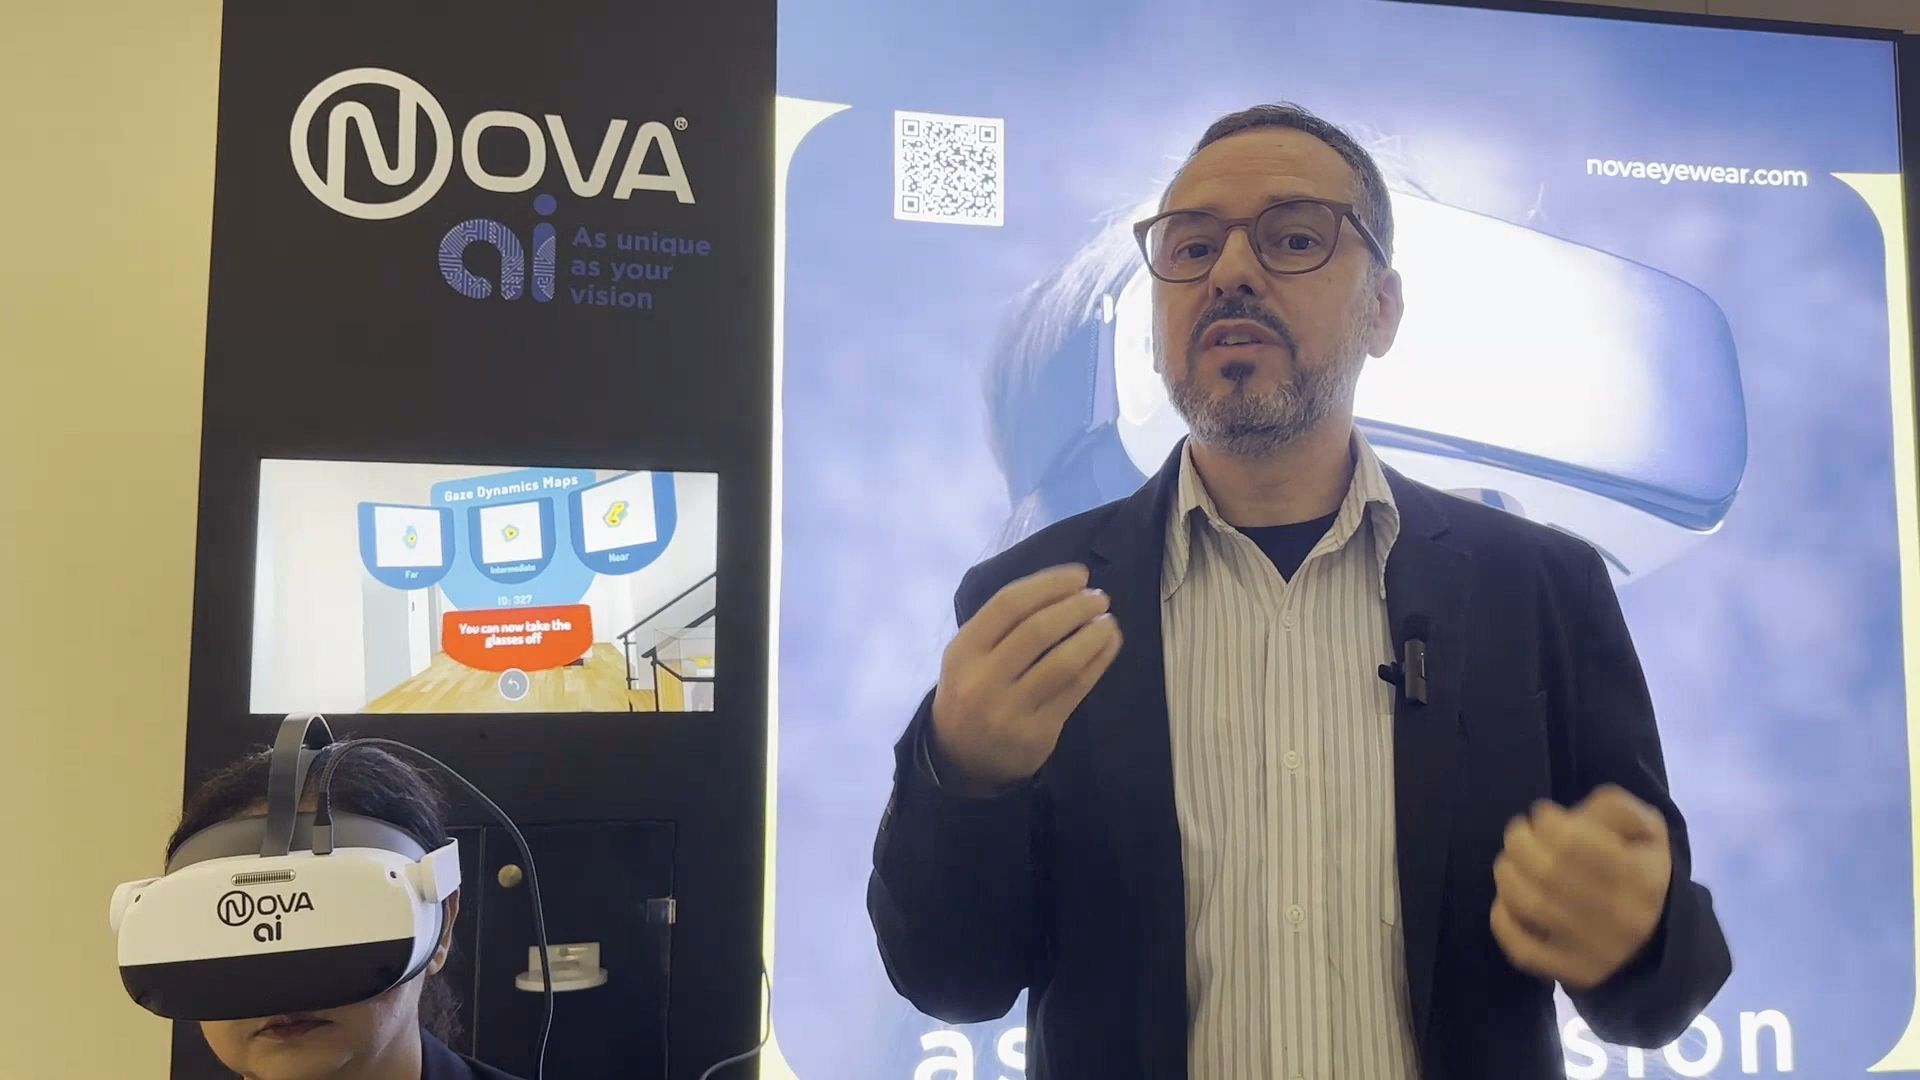 NOVA®
ai
As unique
as your
vision
novaeyewear.com
Gaze Dynamics Maps
Far
Intermediate
Near
ID: 327
You can now take the
glasses off
NOVA
ai
as
sion